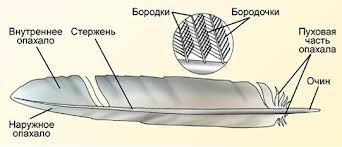 Бородки
Бородочки
Внутреннее
опахало
Стержень
Пуховая
часть
опахала
Очин
Наружное
опахало